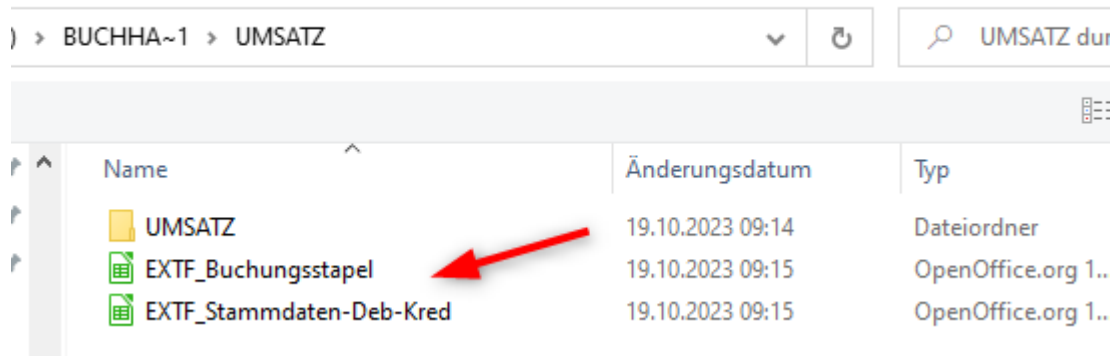 ) > BUCHHA~1 > UMSATZ UMSATZ dur
Name Änderungsdatum Typ
UMSATZ 19.10.2023 09:14 Dateiordner
EXTF_Buchungsstapel 19.10.2023 09:15 OpenOffice.org 1...
EXTF_Stammdaten-Deb-Kred 19.10.2023 09:15 OpenOffice.org 1...